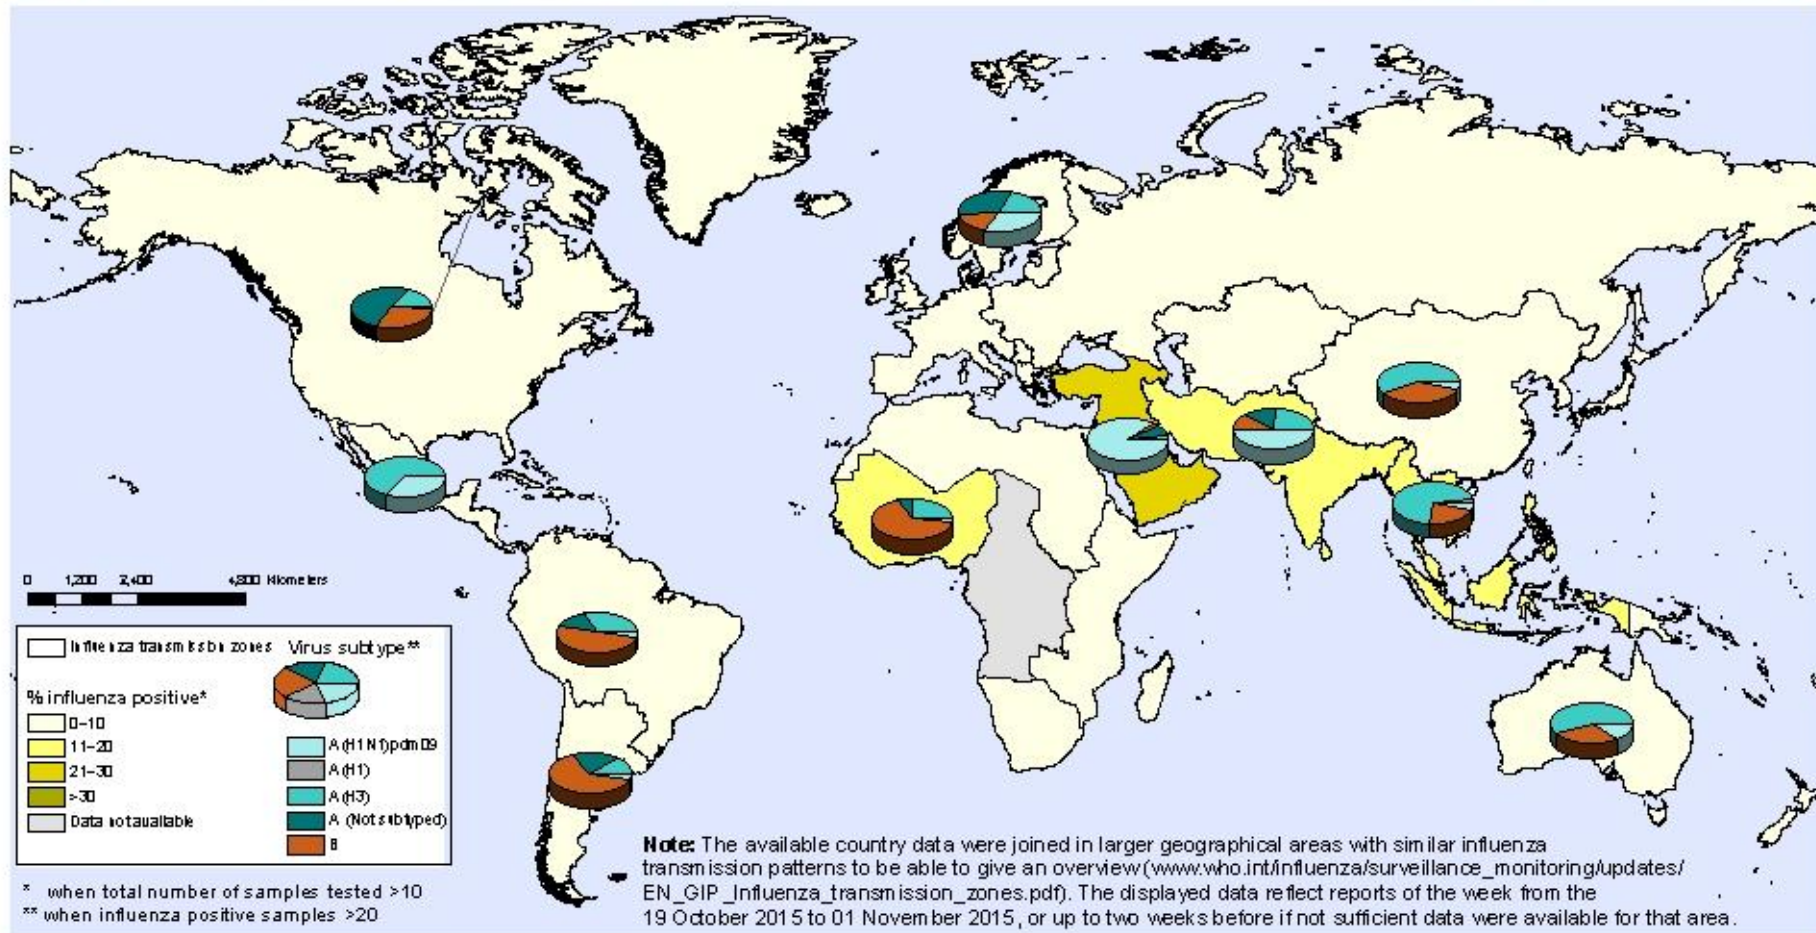 0 1,200 2,400 4,800 Kilometers
Influenza transmission zones
Virus subtype**
% influenza positive*
0-10
11-20
21-30
>30
Data not available
A(H1N1)pdm09
A(H1)
A(H3)
A (Not subtyped)
B
* when total number of samples tested >10
** when influenza positive samples >20
Note: The available country data were joined in larger geographical areas with similar influenza
transmission patterns to be able to give an overview (www.who.int/influenza/surveillance_monitoring/updates/
EN_GIP_Influenza_transmission_zones.pdf). The displayed data reflect reports of the week from the
19 October 2015 to 01 November 2015, or up to two weeks before if not sufficient data were available for that area.